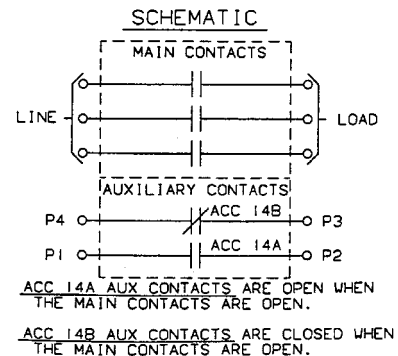 SCHEMATIC
MAIN CONTACTS
LINE
LOAD
AUXILIARY CONTACTS
P4
ACC 14B
P3
P1
ACC 14A
P2
ACC 14A AUX CONTACTS ARE OPEN WHEN
THE MAIN CONTACTS ARE OPEN.
ACC 14B AUX CONTACTS ARE CLOSED WHEN
THE MAIN CONTACTS ARE OPEN.